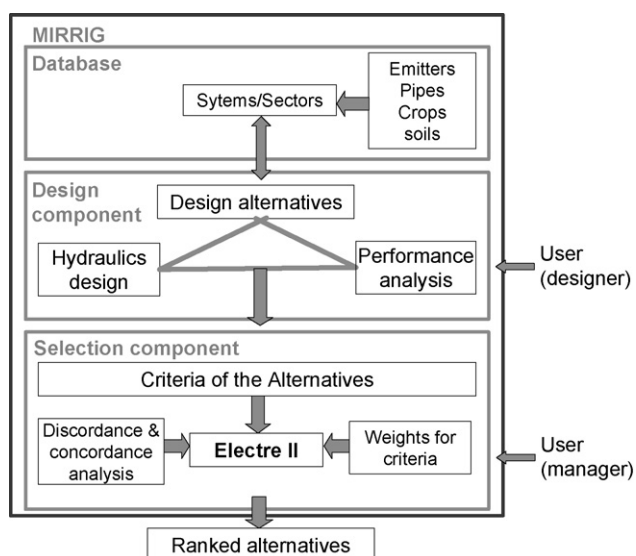 MIRRIG
Database
Sytems/Sectors
Emitters
Pipes
Crops
soils
Design
component
Design alternatives
Hydraulics
design
Performance
analysis
User
(designer)
Selection component
Criteria of the Alternatives
Discordance &
concordance
analysis
Electre II
Weights for
criteria
User
(manager)
Ranked alternatives